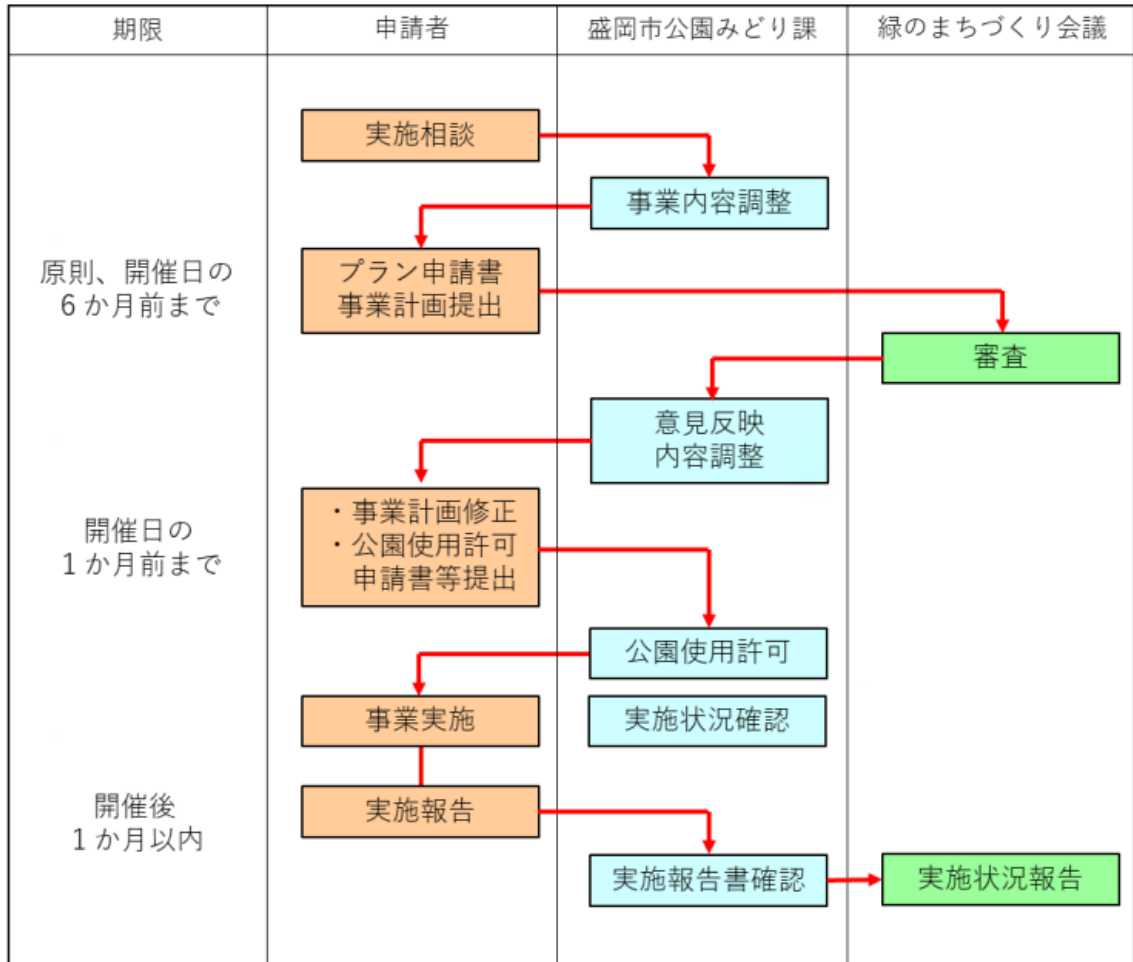 期限
申請者
盛岡市公園みどり課
緑のまちづくり会議
実施相談
事業内容調整
原則、開催日の
6か月前まで
プラン申請書
事業計画提出
審査
意見反映
内容調整
開催日の
1か月前まで
・事業計画修正
・公園使用許可
申請書等提出
公園使用許可
事業実施
実施状況確認
開催後
1か月以内
実施報告
実施報告書確認
実施状況報告